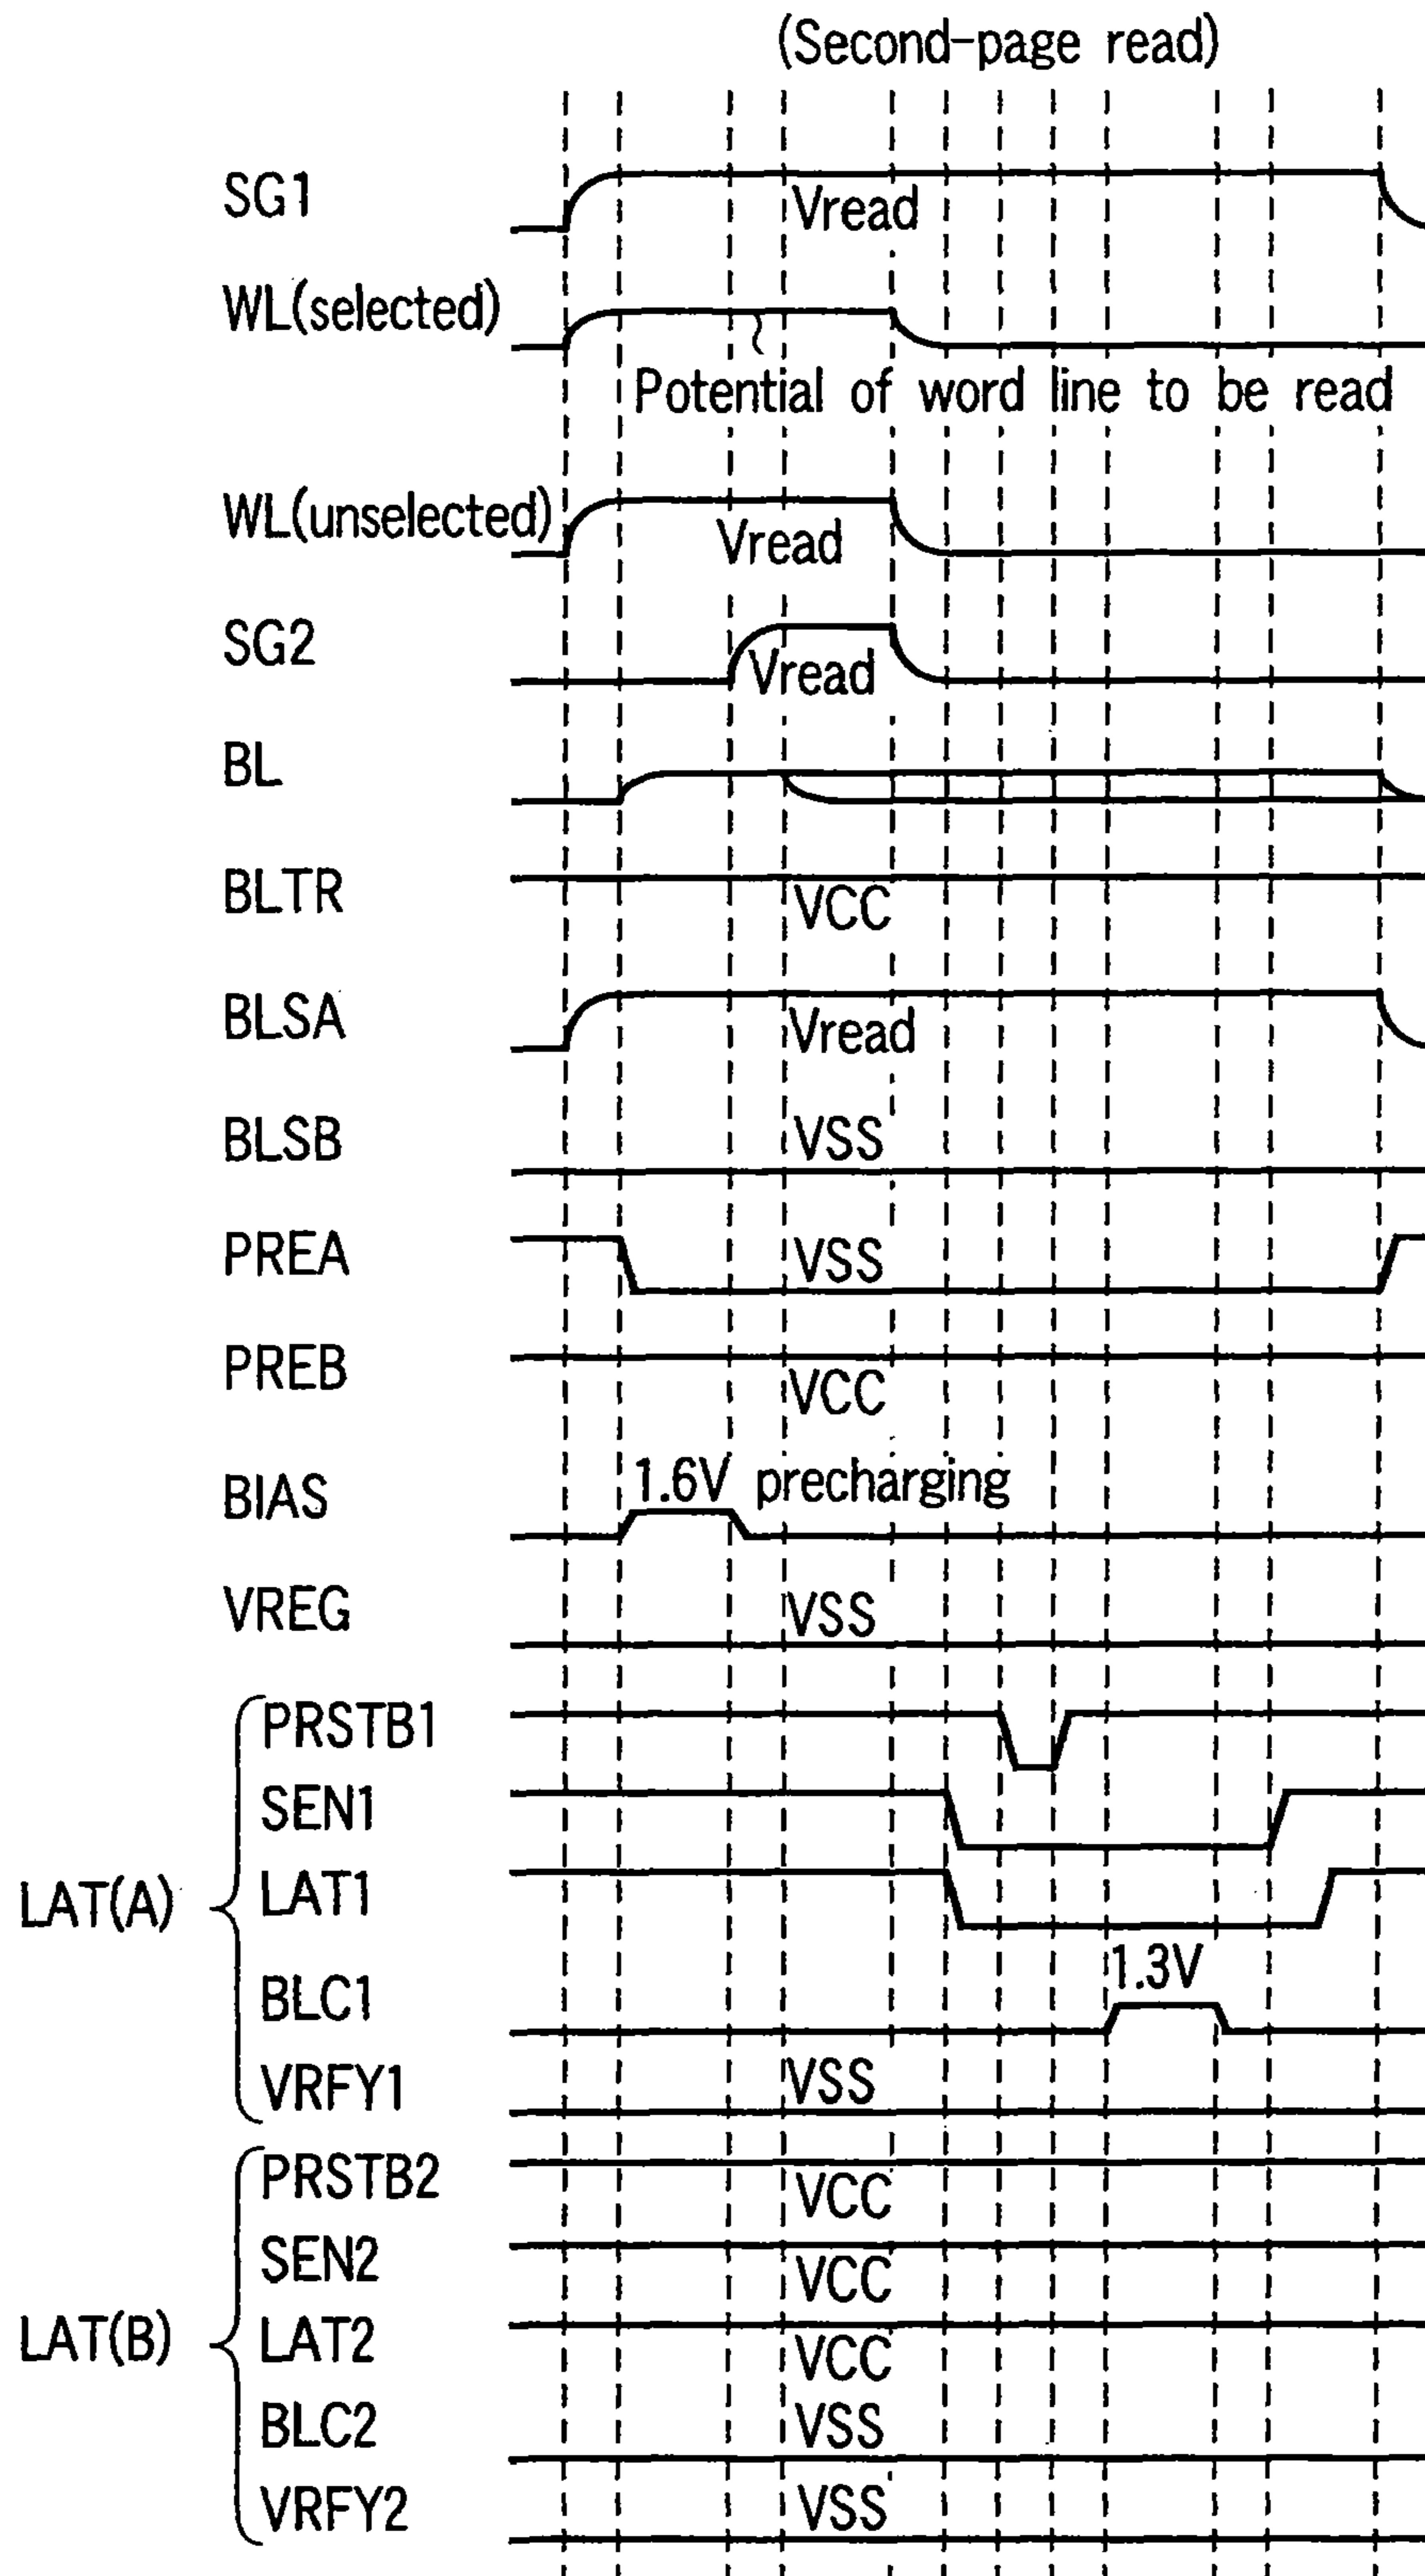 (Second-page read)
SG1
Vread
WL(selected)
Potential of word line to be read
WL(unselected)
Vread
SG2
Vread
BL
BLTR
VCC
BLSA
Vread
BLSB
VSS
PREA
VSS
PREB
VCC
BIAS
1.6V precharging
VREG
VSS
LAT(A)
PRSTB1
SEN1
LAT1
BLC1
1.3V
VRFY1
VSS
LAT(B)
PRSTB2
VCC
SEN2
VCC
LAT2
VCC
BLC2
VSS
VRFY2
VSS